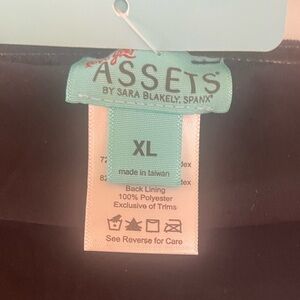 ASSETS
BY SARA BLAKELY, SPANX
XL
made in taiwan
Back Lining
100% Polyester
Exclusive of Trims
See Reverse for Care